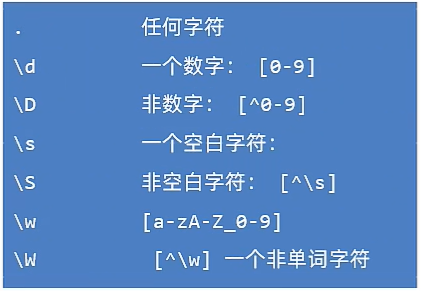 . 任何字符
\d 一个数字： [0-9]
\D 非数字： [^0-9]
\s 一个空白字符：
\S 非空白字符： [^\s]
\w [a-zA-Z_0-9]
\W [^\w] 一个非单词字符